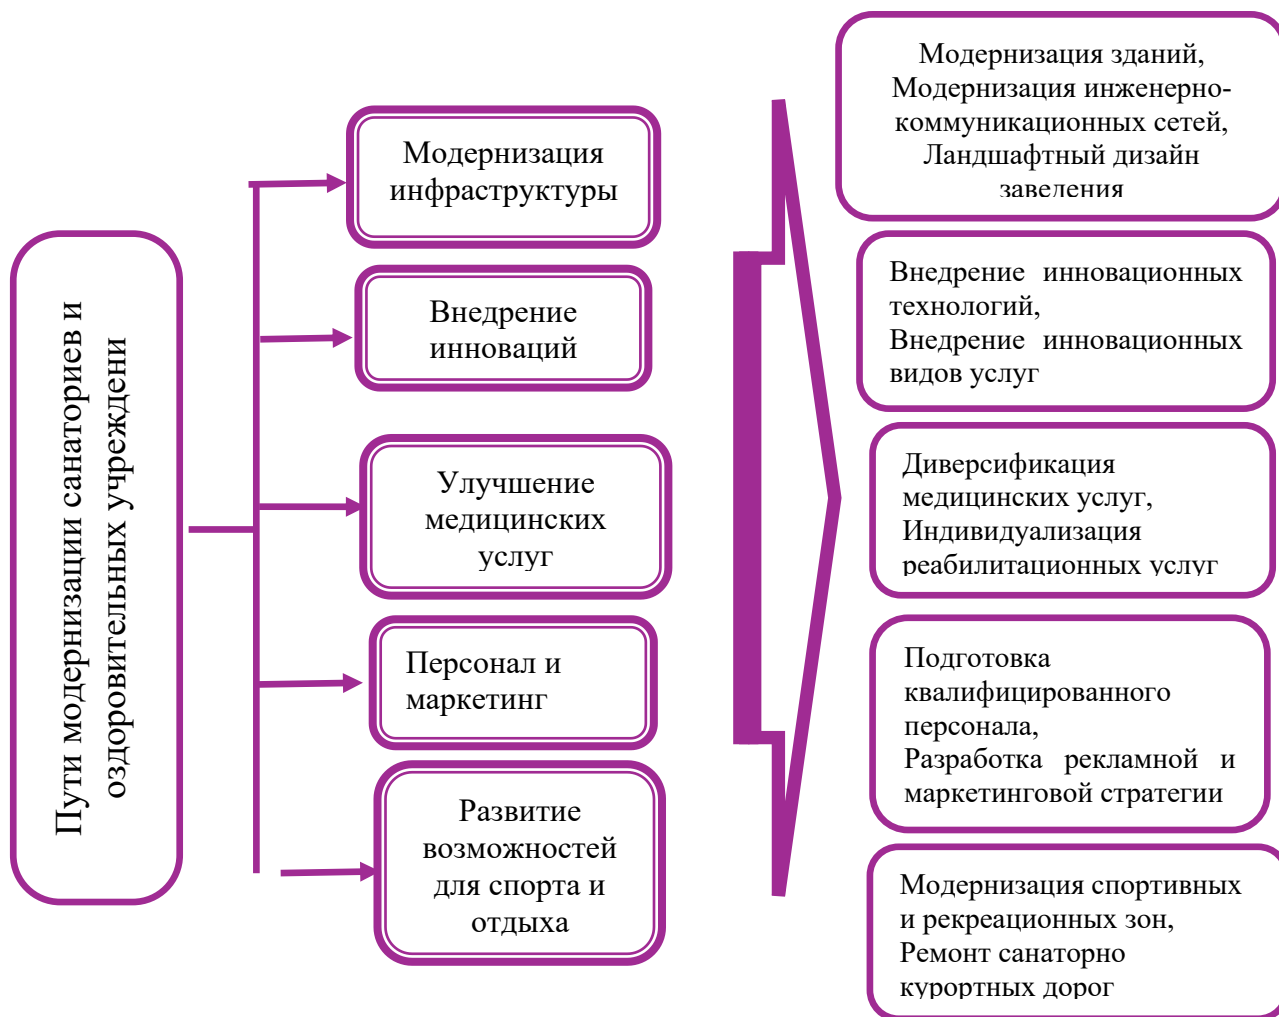 Пути модернизации санаториев и
оздоровительных учреждени
Модернизация
инфраструктуры
Внедрение
инноваций
Улучшение
медицинских
услуг
Персонал и
маркетинг
Развитие
возможностей
для спорта и
отдыха
Модернизация зданий,
Модернизация инженерно-
коммуникационных сетей,
Ландшафтный дизайн
заведения
Внедрение инновационных
технологий,
Внедрение инновационных
видов услуг
Диверсификация
медицинских услуг,
Индивидуализация
реабилитационных услуг
Подготовка
квалифицированного
персонала,
Разработка рекламной и
маркетинговой стратегии
Модернизация спортивных
и рекреационных зон,
Ремонт санаторно
курортных дорог